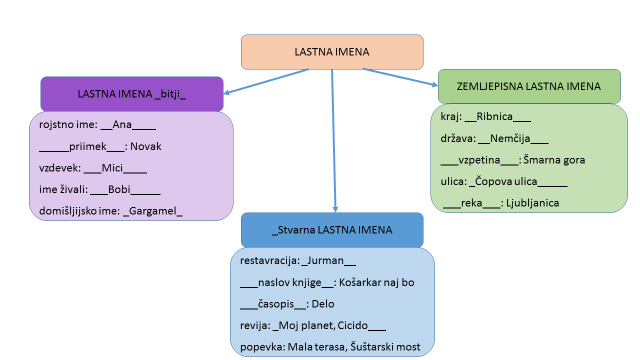 LASTNA IMENA
LASTNA IMENA _bitji_
rojstno ime: __Ana____
_____priimek___: Novak
vzdevek: ___Mici____
ime živali: ___Bobi_____
domišljijsko ime: _Gargamel_
ZEMLJEPISNA LASTNA IMENA
kraj: __Ribnica___
država: __Nemčija___
___vzpetina___: Šmarna gora
ulica: _Čopova ulica_____
___reka___: Ljubljanica
_Stvarna LASTNA IMENA
restavracija: _Jurman__
___naslov knjige__: Košarkar naj bo
___časopis__: Delo
revija: _Moj planet, Cicido___
popevka: Mala terasa, Šuštarski most